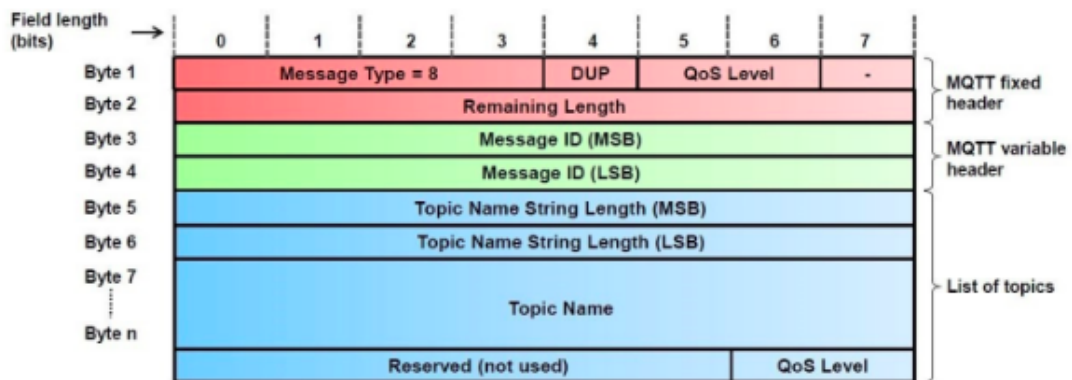 Field length
(bits)
0 1 2 3 4 5 6 7
Byte 1 Message Type = 8 DUP QoS Level -
MQTT fixed
header
Byte 2 Remaining Length
Byte 3 Message ID (MSB)
MQTT variable
header
Byte 4 Message ID (LSB)
Byte 5 Topic Name String Length (MSB)
Byte 6 Topic Name String Length (LSB)
Byte 7
Topic Name
List of topics
Byte n
Reserved (not used) QoS Level